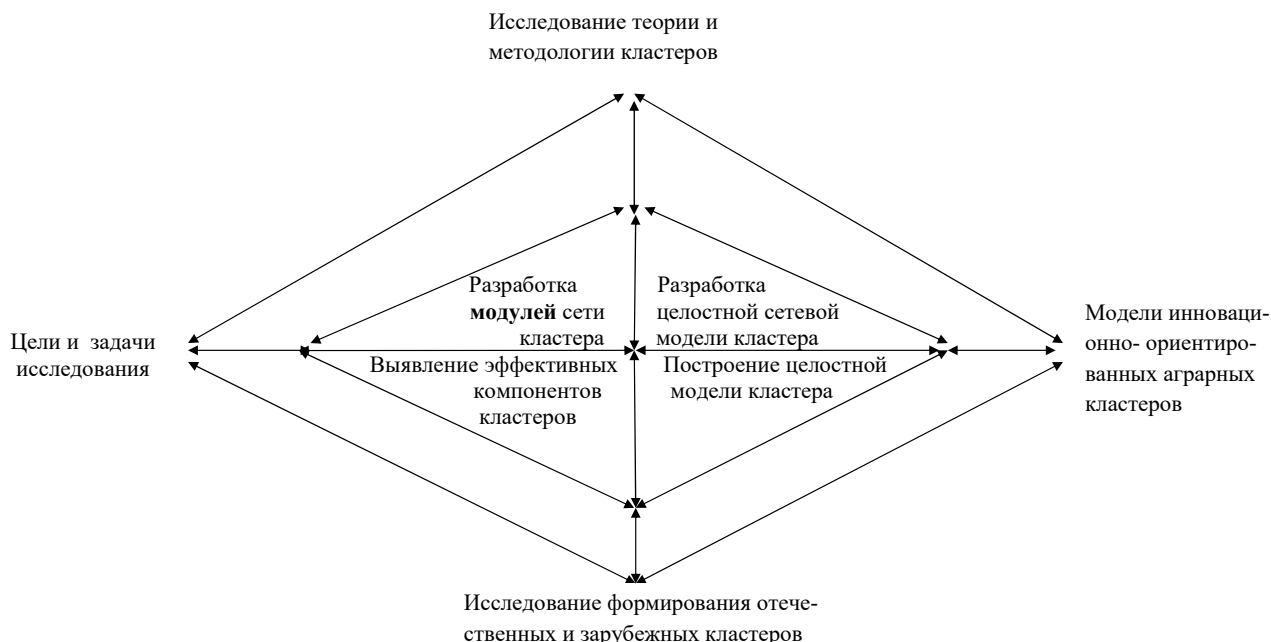 Исследование теории и
методологии кластеров
Разработка
модулей сети
кластера
Разработка
целостной сетевой
модели кластера
Цели и задачи
исследования
Модели инноваци-
онно- ориентиро-
ванных аграрных
кластеров
Выявление эффективных
компонентов
кластеров
Построение целостной
модели кластера
Исследование формирования отече-
ственных и зарубежных кластеров